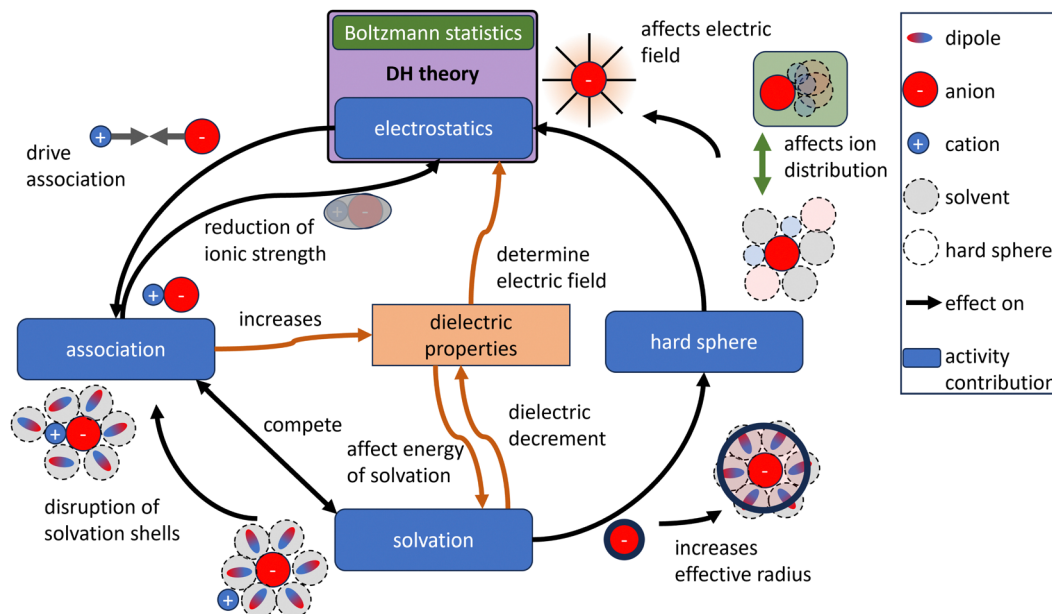 Boltzmann statistics
DH theory
electrostatics
affects electric
field
-
+
-
drive
association
affects ion
distribution
reduction of
ionic strength
+
-
determine
electric field
+
-
association
increases
dielectric
properties
hard sphere
+
-
compete
affect energy
of solvation
dielectric
decrement
disruption of
solvation shells
-
+
solvation
-
-
increases
effective radius
dipole
-
anion
+
cation
solvent
hard sphere
effect on
activity
contribution